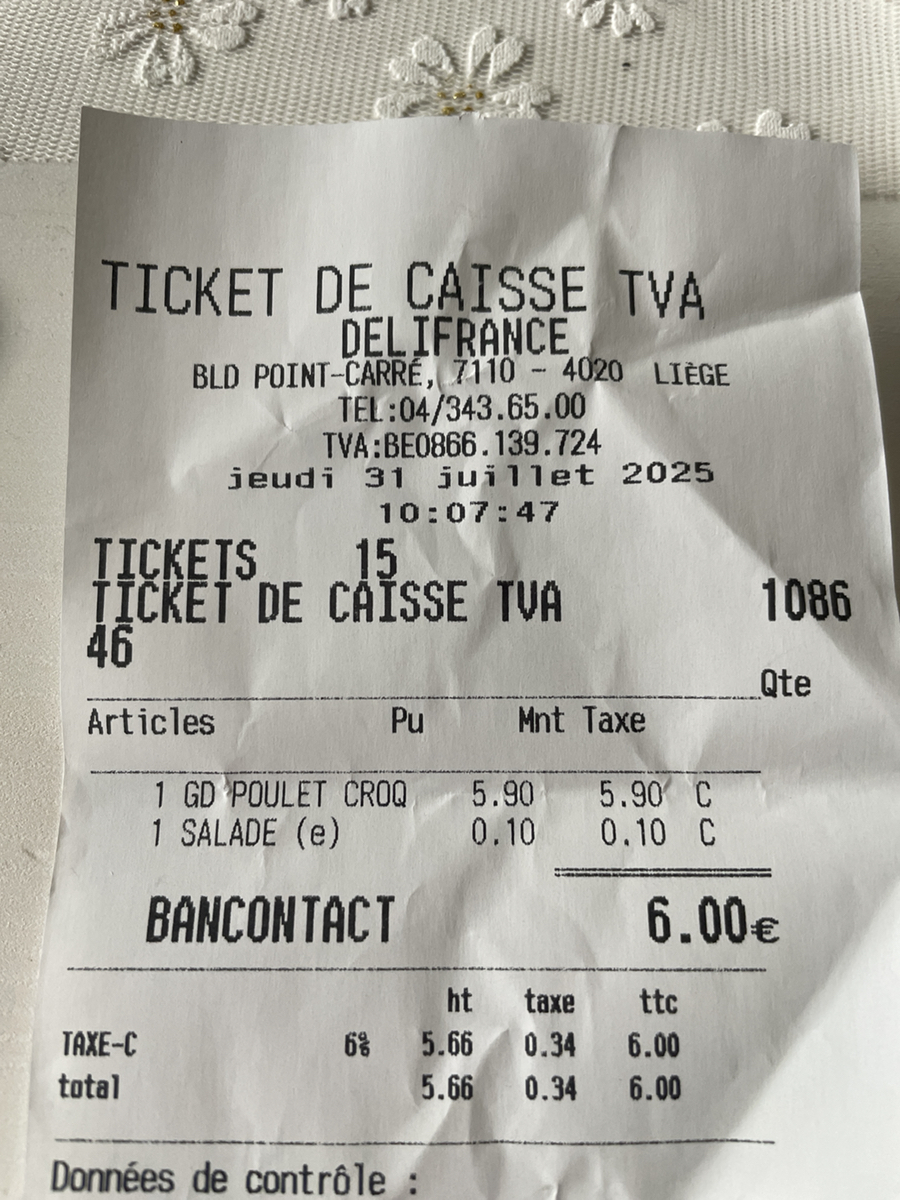 TICKET DE CAISSE TVA
DELIFRANCE
BLD POINT-CARRÉ, 7110 - 4020 LIÈGE
TEL:04/343.65.00
TVA:BE0866.139.724
jeudi 31 juillet 2025
10:07:47
TICKETS 15
TICKET DE CAISSE TVA 1086
46
Qte
Articles Pu Mnt Taxe
1 GD POULET CROQ 5.90 5.90 C
1 SALADE (e) 0.10 0.10 C
BANCONTACT 6.00€
ht taxe ttc
TAXE-C 6% 5.66 0.34 6.00
total 5.66 0.34 6.00
Données de contrôle :